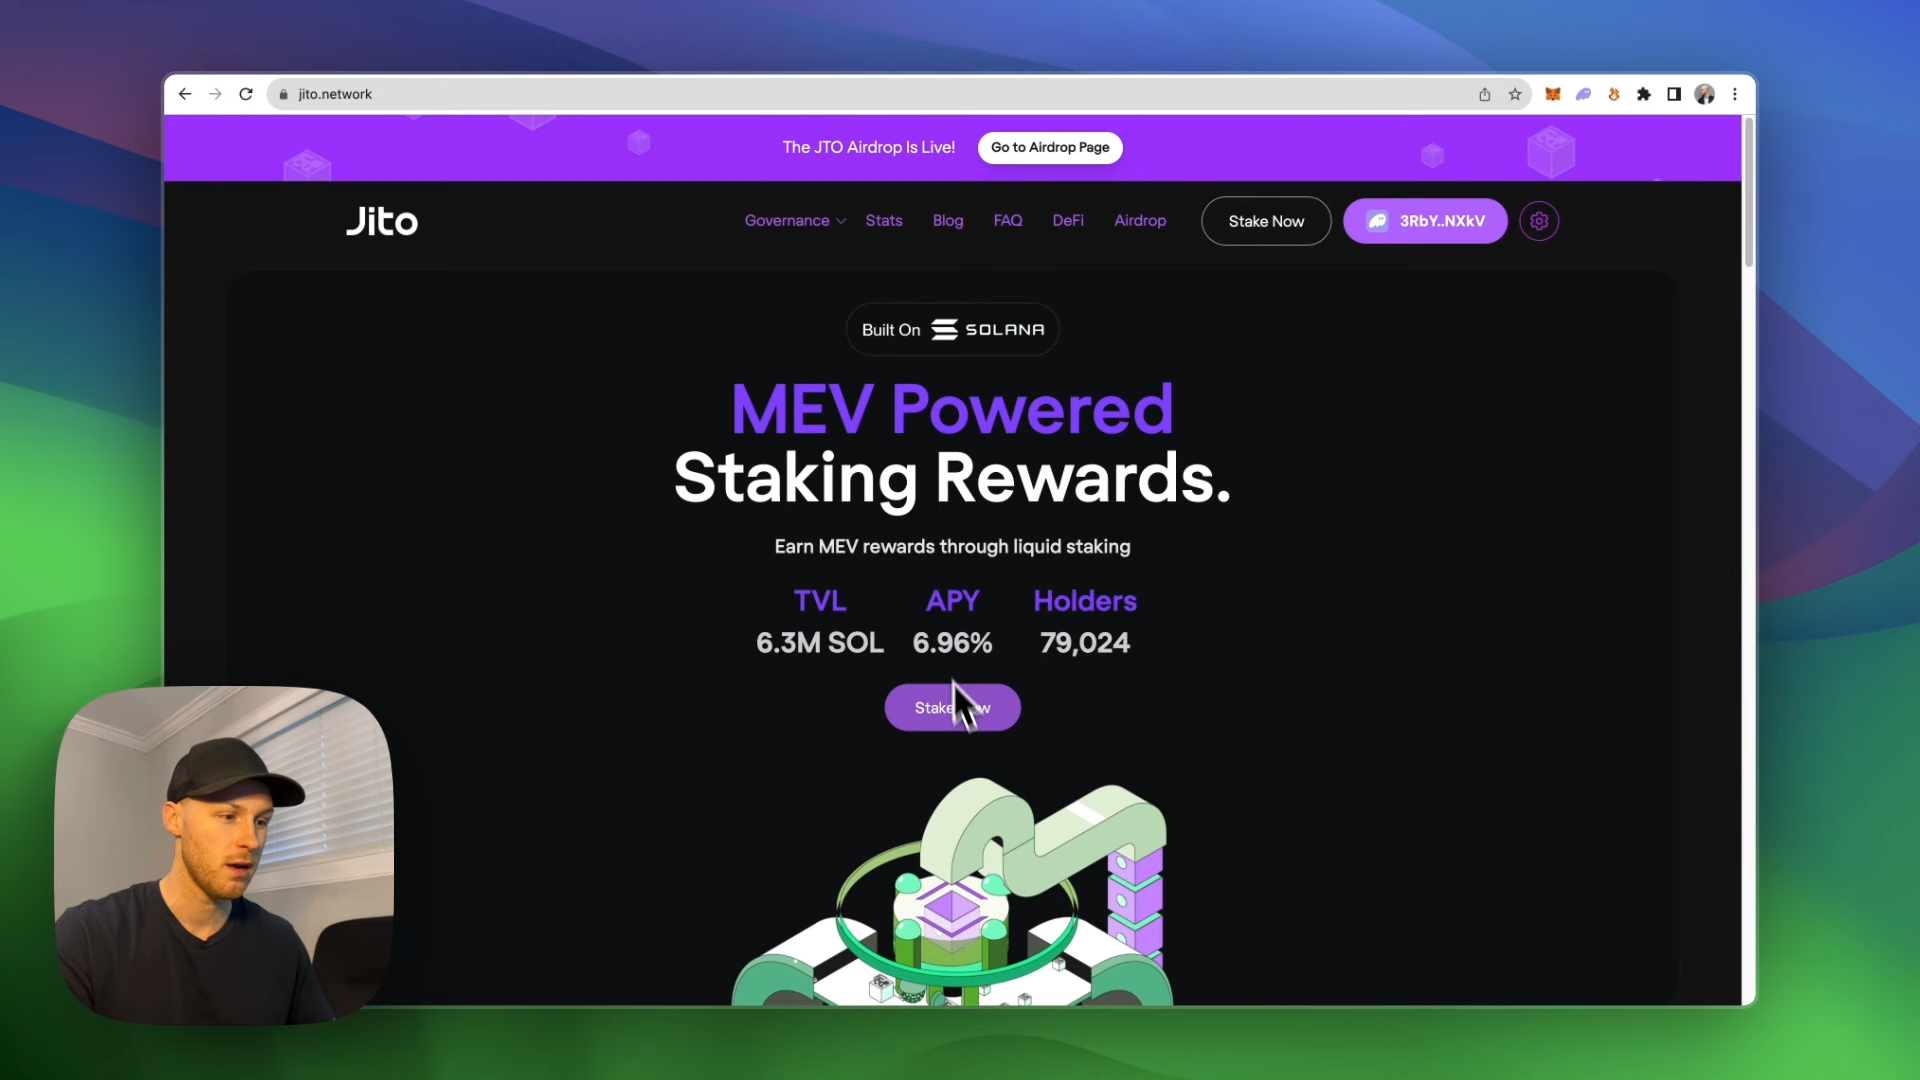 jito.network
The JTO Airdrop Is Live!
Go to Airdrop Page
Jito
Governance
Stats
Blog
FAQ
DeFi
Airdrop
Stake Now
3RbY..NXkV
Built On SOLANA
MEV Powered
Staking Rewards.
Earn MEV rewards through liquid staking
TVL
APY
Holders
6.3M SOL
6.96%
79,024
Stake Now